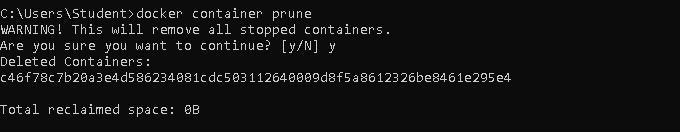 C:\Users\Student>docker container prune
WARNING! This will remove all stopped containers.
Are you sure you want to continue? [y/N] y
Deleted Containers:
c46f78c7b20a3e4d586234081cdc503112640009d8f5a8612326be8461e295e4
Total reclaimed space: 0B